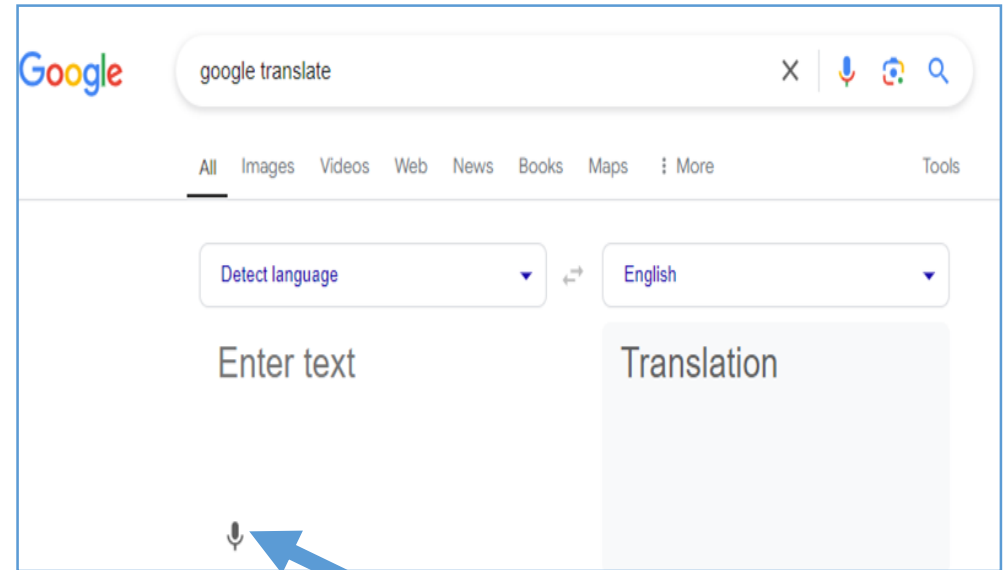 Google google translate
All Images Videos Web News Books Maps More Tools
Detect language English
Enter text Translation